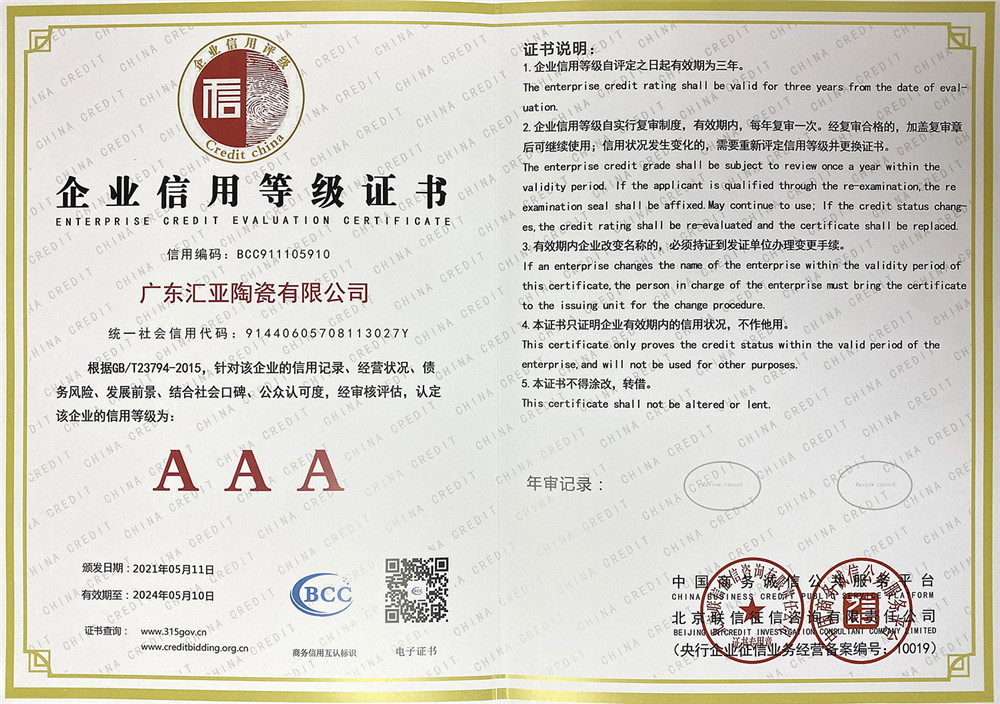 企业信用评级
信
Credit china
企业信用等级证书
ENTERPRISE CREDIT EVALUATION CERTIFICATE
信用编码：BCC911105910
广东汇亚陶瓷有限公司
统一社会信用代码：91440605708113027Y
根据GB/T23794-2015，针对该企业的信用记录、经营状况、债
务风险、发展前景、结合社会口碑、公众认可度，经审核评估，认定
该企业的信用等级为：
AAA
颁发日期：2021年05月11日
有效期至：2024年05月10日
证书查询： www.315gov.cn
www.creditbidding.org.cn
BCC
商务信用互认标识
电子证书
证书说明：
1. 企业信用等级自评定之日起有效期为三年。
The enterprise credit rating shall be valid for three years from the date of eval-
uation.
2. 企业信用等级自实行复审制度，有效期内，每年复审一次。经复审合格的，加盖复审章
后可继续使用；信用状况发生变化的，需要重新评定信用等级并更换证书。
The enterprise credit grade shall be subject to review once a year within the
validity period. If the applicant is qualified through the re-examination, the re
examination seal shall be affixed. May continue to use; If the credit status chang-
es, the credit rating shall be re-evaluated and the certificate shall be replaced.
3. 有效期内企业改变名称的，必须持证到发证单位办理变更手续。
If an enterprise changes the name of the enterprise within the validity period of
this certificate, the person in charge of the enterprise must bring the certificate
to the issuing unit for the change procedure.
4. 本证书只证明企业有效期内的信用状况，不作他用。
This certificate only proves the credit status within the valid period of the
enterprise, and will not be used for other purposes.
5. 本证书不得涂改，转借。
This certificate shall not be altered or lent.
年审记录：
Review record
Review record
中国商务诚信公共服务平台
CHINA BUSINESS CREDIT PUBLIC SERVICE PLATFORM
北京联信征信咨询有限责任公司
BEIJING CREDIT INVESTIGATION CONSULTANT COMPANY LIMITED
（央行企业征信业务经营备案编号：10019）
证书专用章
CHINA CREDIT